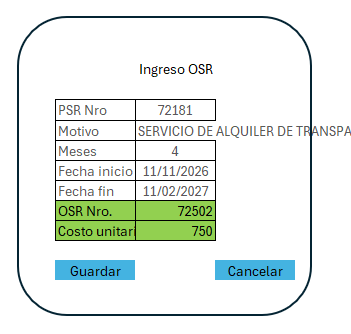 Ingreso OSR
PSR Nro 72181
Motivo SERVICIO DE ALQUILER DE TRANSPA
Meses 4
Fecha inicio 11/11/2026
Fecha fin 11/02/2027
OSR Nro. 72502
Costo unitari 750
Guardar Cancelar